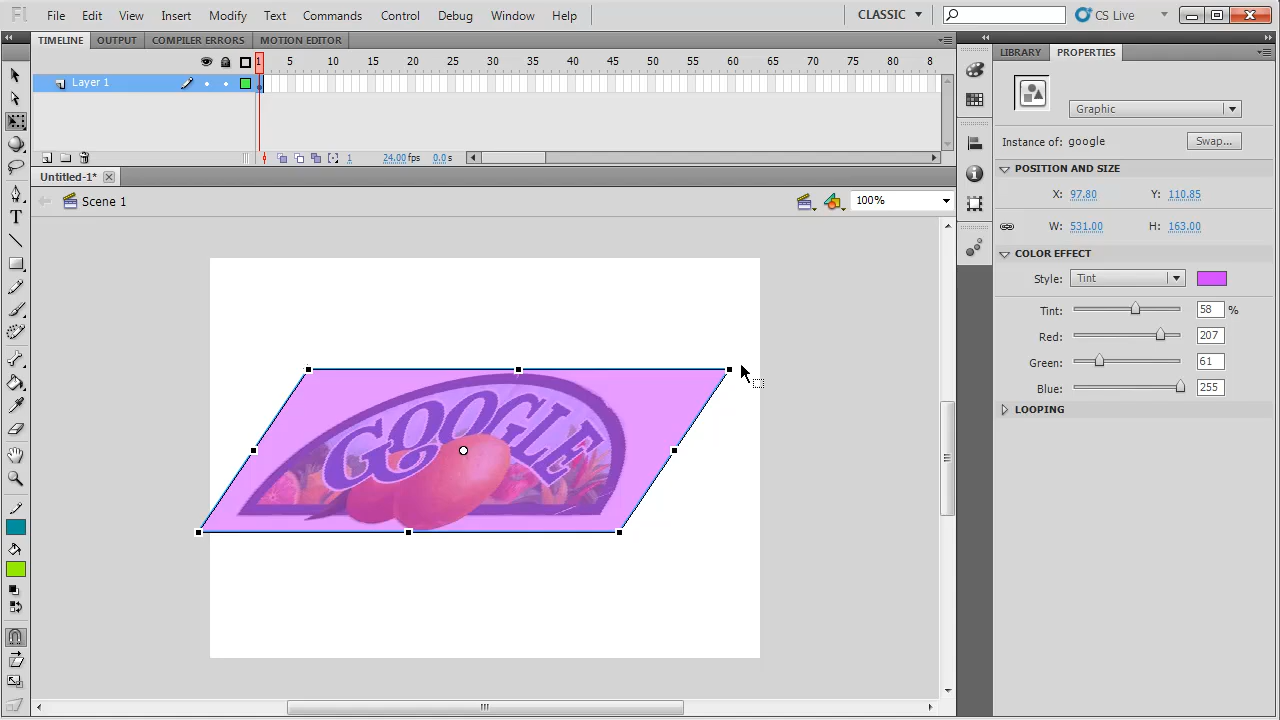 Fl File Edit View Insert Modify Text Commands Control Debug Window Help CLASSIC CS Live
TIMELINE OUTPUT COMPILER ERRORS MOTION EDITOR
LIBRARY PROPERTIES
1 5 10 15 20 25 30 35 40 45 50 55 60 65 70 75 80 8
Layer 1
Graphic
Instance of: google Swap...
1 24.00 fps 0.0 s
POSITION AND SIZE
Untitled-1*
X: 97.80 Y: 110.85
Scene 1 100%
W: 531.00 H: 163.00
COLOR EFFECT
Style: Tint
Tint: 58 %
Red: 207
Green: 61
Blue: 255
LOOPING
GOOGLE
T